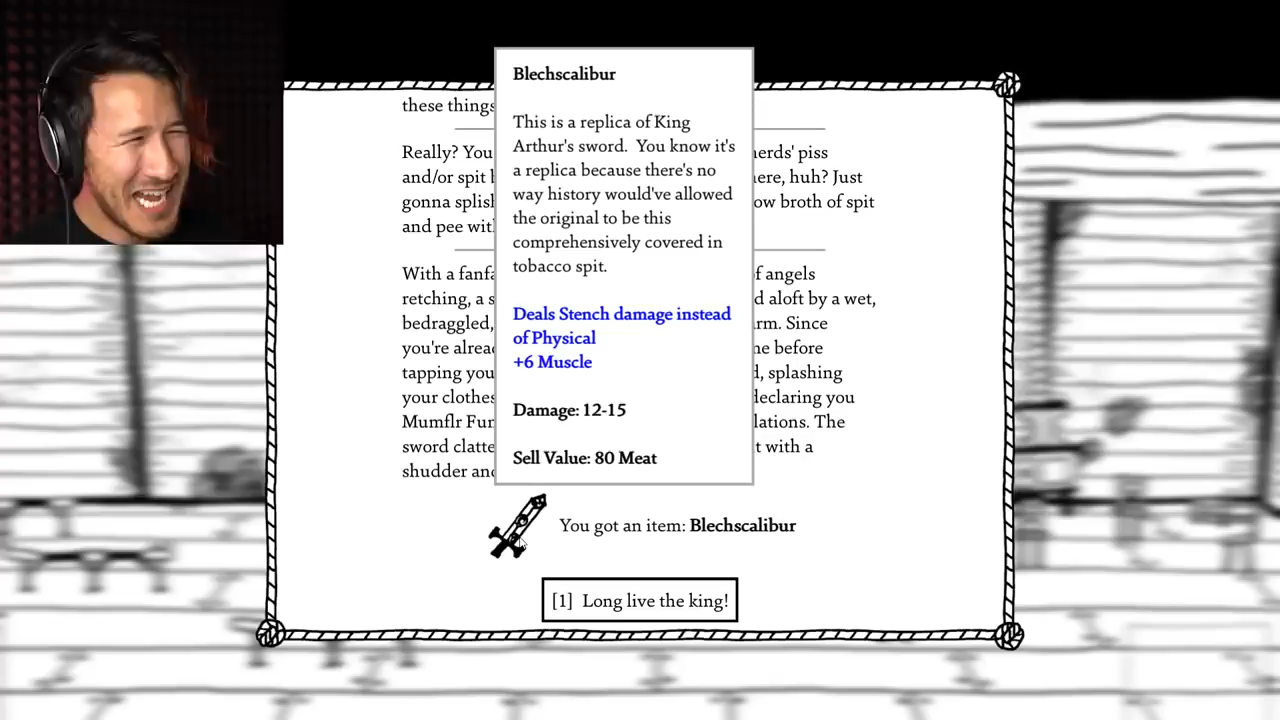 Blechscalibur
This is a replica of King
Arthur's sword. You know it's
a replica because there's no
way history would've allowed
the original to be this
comprehensively covered in
tobacco spit.
Deals Stench damage instead
of Physical
+6 Muscle
Damage: 12-15
Sell Value: 80 Meat
these things
Really? You nerds' piss
and/or spit here, huh? Just
gonna splish ow broth of spit
and pee wit
With a fanfa of angels
retching, a s d aloft by a wet,
bedraggled, arm. Since
you're alrea me before
tapping you d, splashing
your clothes declaring you
Mumflr Fun lations. The
sword clatte t with a
shudder and
You got an item: Blechscalibur
[1] Long live the king!